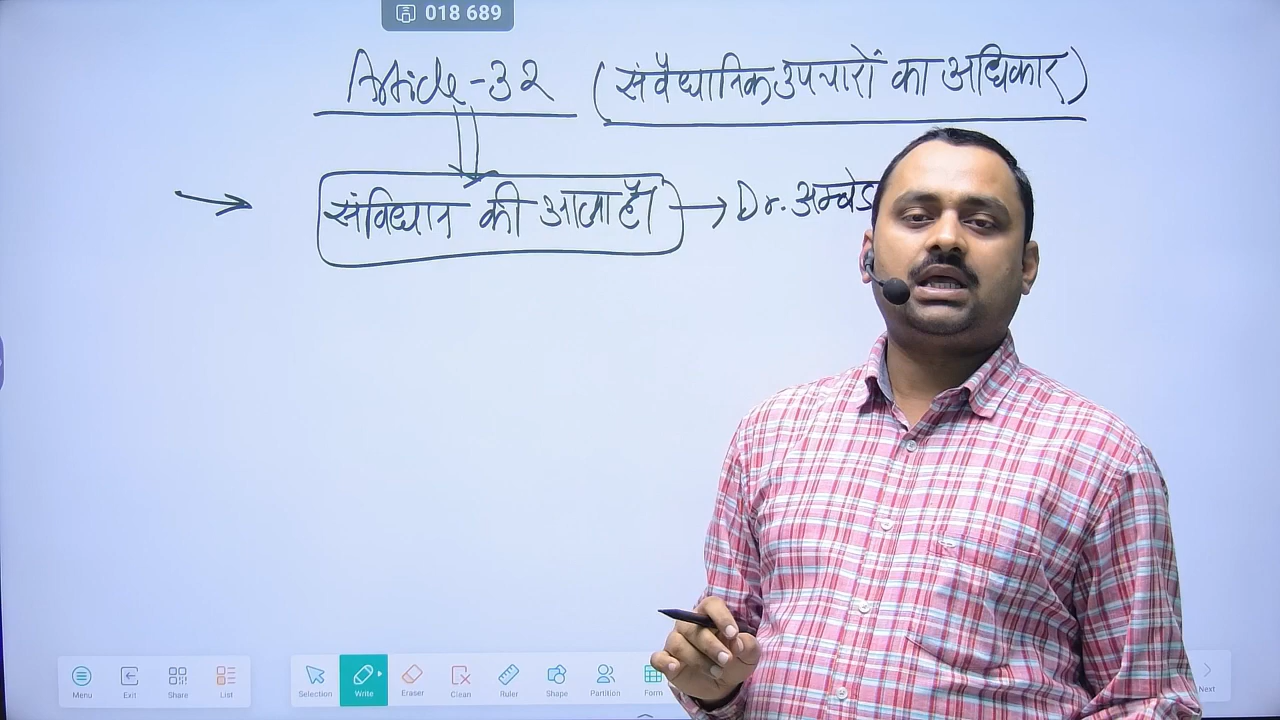 018 689
Article-32 (संवैधानिक उपचारों का अधिकार)
संविधान की आत्मा है। → Dr.
Menu Exit Share List Selection Write Eraser Clean Ruler Shape Partition Form Next